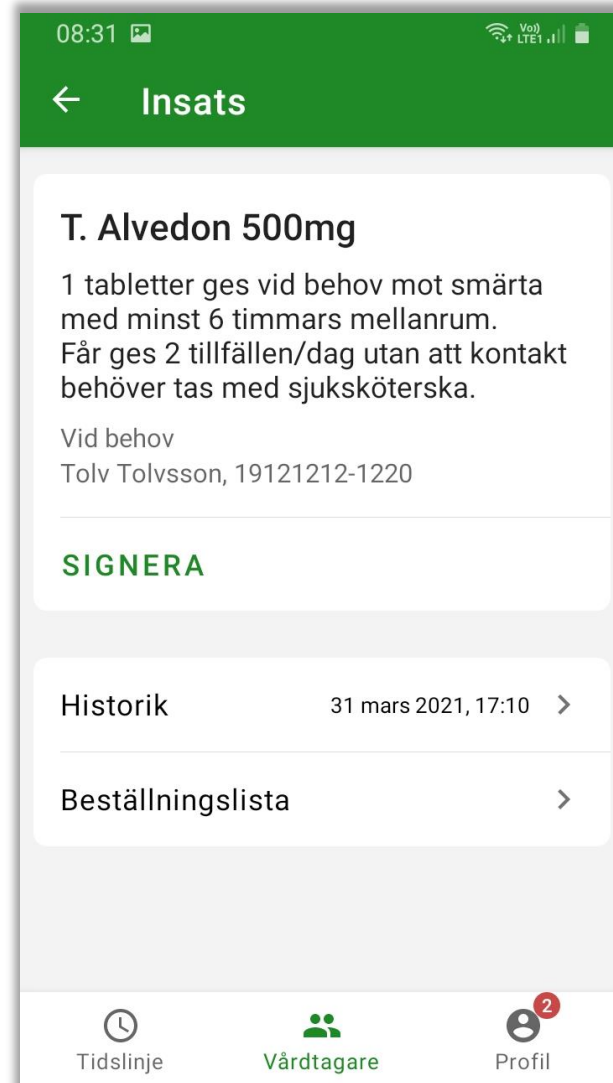 08:31
Vo)) LTE1
Insats
T. Alvedon 500mg
1 tabletter ges vid behov mot smärta
med minst 6 timmars mellanrum.
Får ges 2 tillfällen/dag utan att kontakt
behöver tas med sjuksköterska.
Vid behov
Tolv Tolvsson, 19121212-1220
SIGNERA
Historik 31 mars 2021, 17:10
Beställningslista
2
Tidslinje Vårdtagare Profil